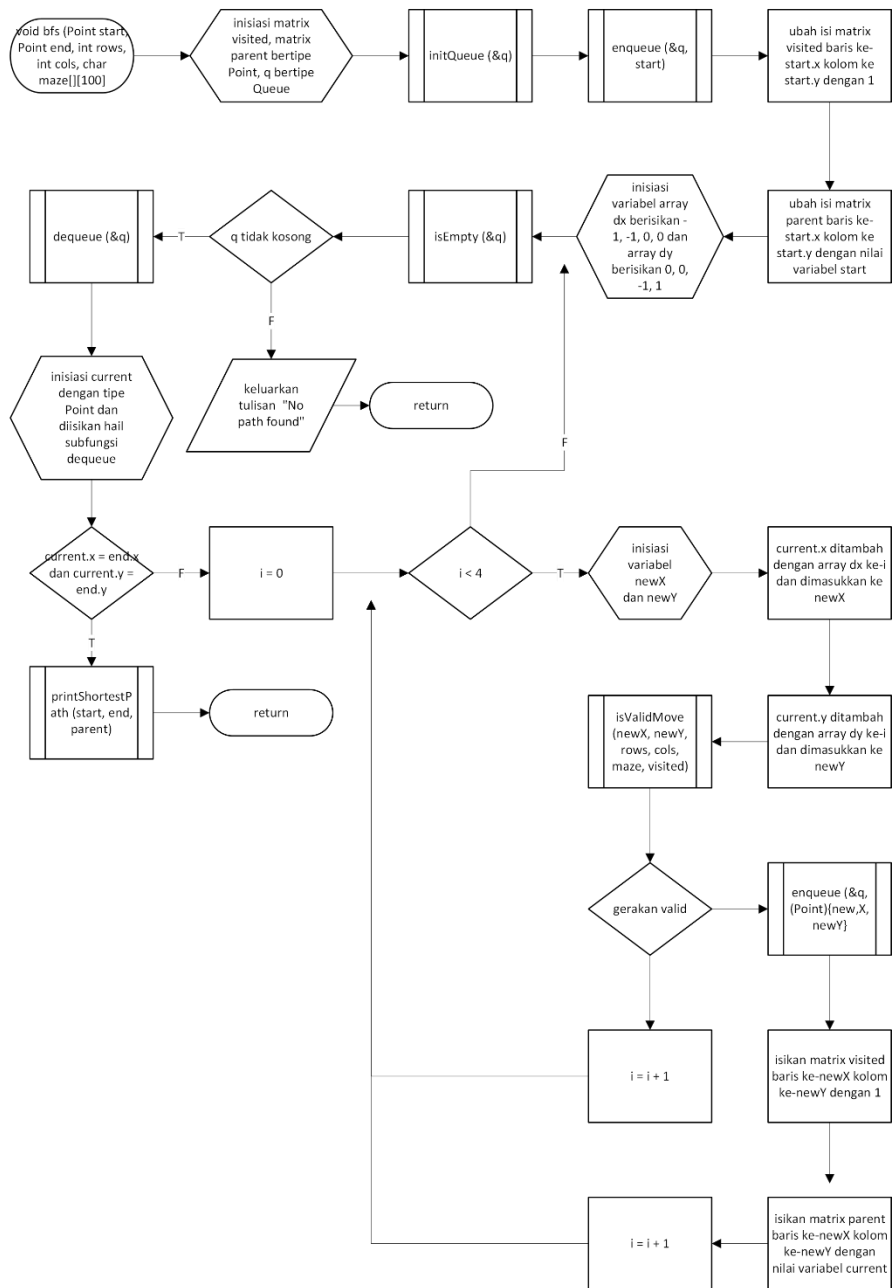 void bfs (Point start,
Point end, int rows,
int cols, char
maze[][100]
inisiasi matrix
visited, matrix
parent bertipe
Point, q bertipe
Queue
initQueue (&q)
enqueue (&q,
start)
ubah isi matrix
visited baris ke-
start.x kolom ke
start.y dengan 1
dequeue (&q)
T
q tidak kosong
isEmpty (&q)
inisiasi
variabel array
dx berisikan -
1, -1, 0, 0 dan
array dy
berisikan 0, 0,
-1, 1
ubah isi matrix
parent baris ke-
start.x kolom ke
start.y dengan nilai
variabel start
F
inisiasi current
dengan tipe
Point dan
diisikan hail
subfungsi
dequeue
keluarkan
tulisan "No
path found"
return
F
current.x = end.x
dan current.y =
end.y
F
i = 0
i < 4
T
inisiasi
variabel
newX
dan newY
current.x ditambah
dengan array dx ke-i
dan dimasukkan ke
newX
T
printShortestP
ath (start, end,
parent)
return
isValidMove
(newX, newY,
rows, cols,
maze, visited)
current.y ditambah
dengan array dy ke-i
dan dimasukkan ke
newY
gerakan valid
enqueue (&q,
(Point){new,X,
newY}
i = i + 1
isikan matrix visited
baris ke-newX kolom
ke-newY dengan 1
i = i + 1
isikan matrix parent
baris ke-newX kolom
ke-newY dengan
nilai variabel current